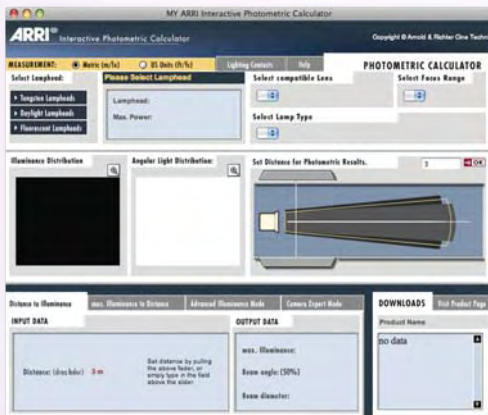 MY ARRI Interactive Photometric Calculator
ARRI® Interactive Photometric Calculator
Copyright © Arnold & Richter Cine Techn
MEASUREMENT: Metric (m/lx) US Units (ft/fc) Lighting Contacts Help PHOTOMETRIC CALCULATOR
Select Lamphead: Please Select Lamphead Select compatible Lens Select Focus Range
Tungsten Lampheads
Daylight Lampheads
Fluorescent Lampheads
Lamphead:
Max. Power:
Select Lamp Type
Illuminance Distribution Angular Light Distribution: Set Distance for Photometric Results. 3 OK
Distance to Illuminance max. Illuminance to Distance Advanced Illuminance Mode Camera Expert Mode DOWNLOADS Visit Product Page
INPUT DATA OUTPUT DATA Product Name
Distance: 3 m
Set distance by pulling
the above fader, or
simply type in the field
above the slider
max. Illuminance:
Beam angle: (50%)
Beam diameter:
no data